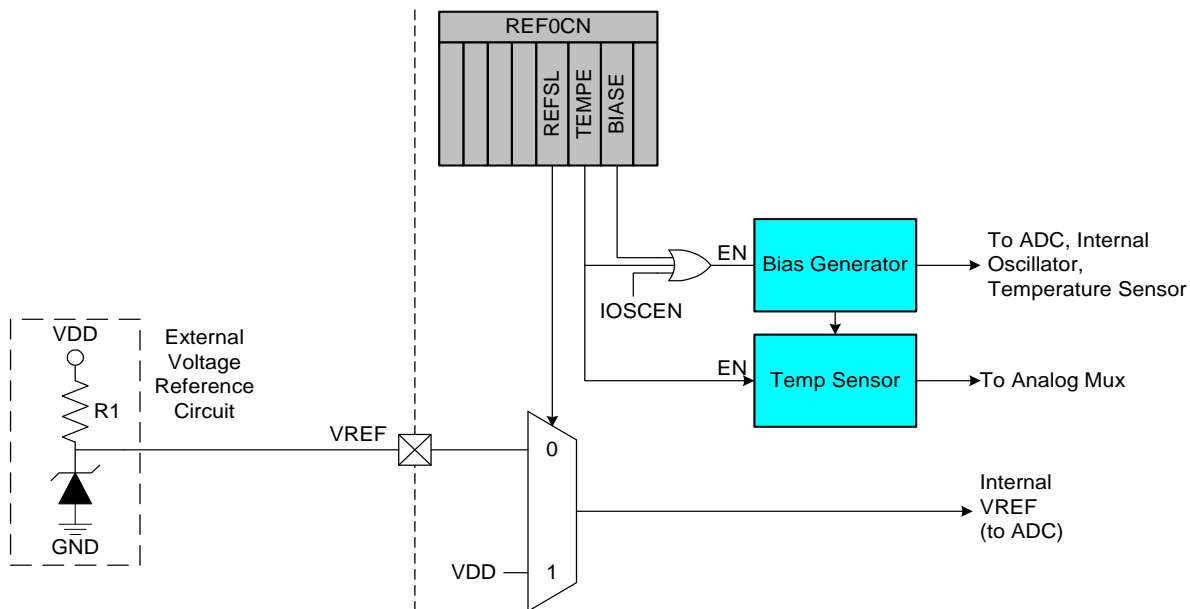 REF0CN
REFSL
TEMPE
BIASE
EN
Bias Generator
To ADC, Internal
Oscillator,
Temperature Sensor
IOSCEN
VDD
External
Voltage
Reference
Circuit
R1
EN
Temp Sensor
To Analog Mux
VREF
0
Internal
VREF
(to ADC)
GND
VDD
1